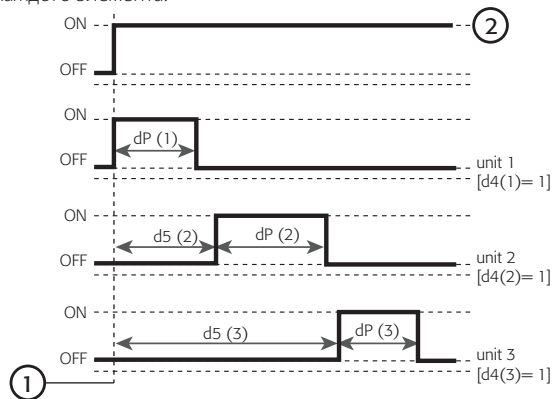 элемента.
ON
2
OFF
ON
dP (1)
OFF
unit 1
[d4(1)= 1]
ON
d5 (2)
dP (2)
OFF
unit 2
[d4(2)= 1]
ON
d5 (3)
dP (3)
OFF
unit 3
[d4(3)= 1]
1